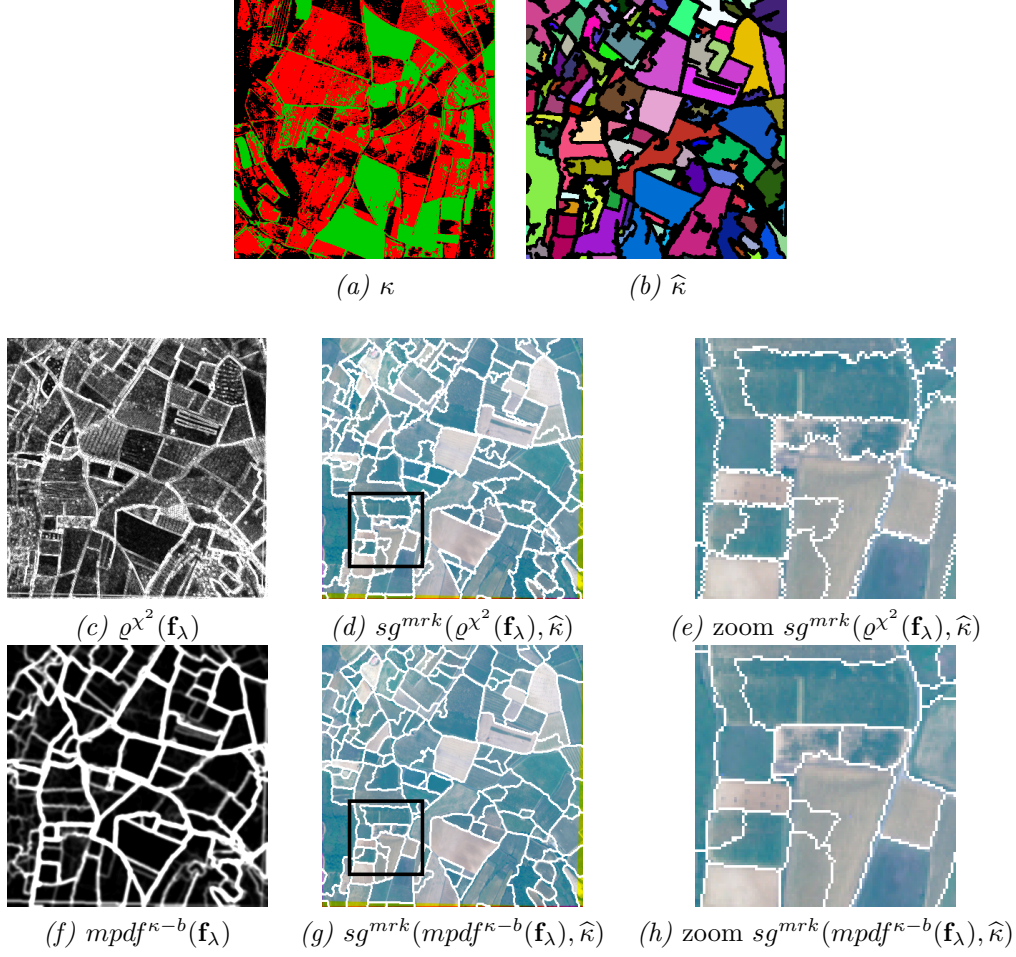 (a) κ
(b) κ̂
(c) ϱ^{χ²}(f_λ)
(d) sg^{mrk}(ϱ^{χ²}(f_λ), κ̂)
(e) zoom sg^{mrk}(ϱ^{χ²}(f_λ), κ̂)
(f) mpdf^{κ−b}(f_λ)
(g) sg^{mrk}(mpdf^{κ−b}(f_λ), κ̂)
(h) zoom sg^{mrk}(mpdf^{κ−b}(f_λ), κ̂)